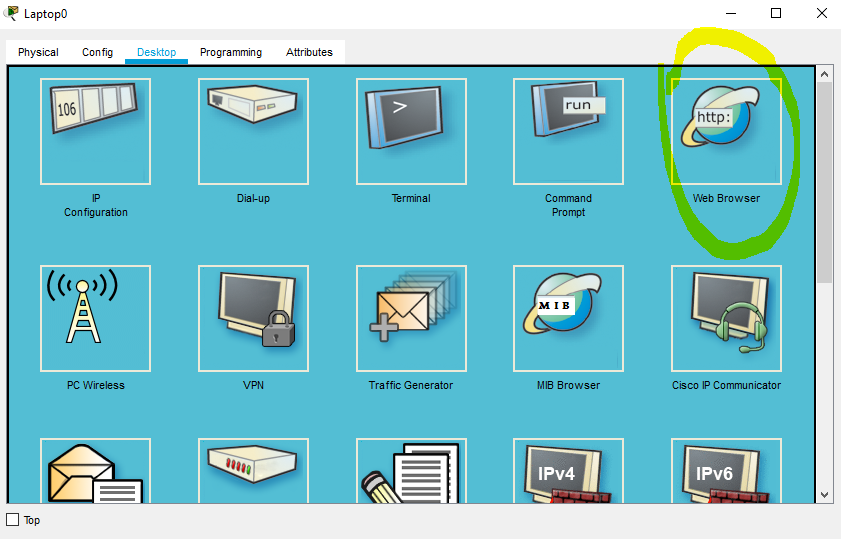 Laptop0
Physical Config Desktop Programming Attributes
106
>
run
http:
IP
Configuration
Dial-up
Terminal
Command
Prompt
Web Browser
MIB
PC Wireless
VPN
Traffic Generator
MIB Browser
Cisco IP Communicator
IPv4
IPv6
Top